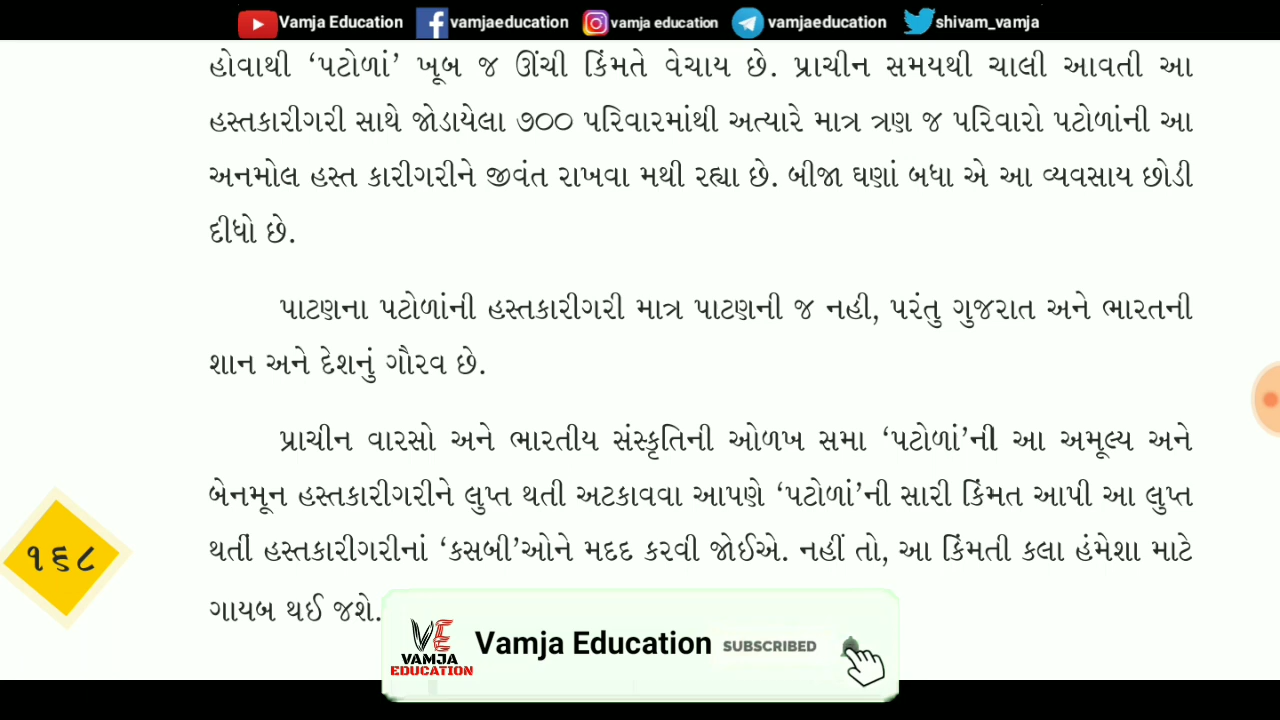 Vamja Education vamjaeducation vamja education vamjaeducation shivam_vamja
હોવાથી ‘પટોળાં’ ખૂબ જ ઊંચી કિંમતે વેચાય છે. પ્રાચીન સમયથી ચાલી આવતી આ
હસ્તકારીગરી સાથે જોડાયેલા ૭૦૦ પરિવારમાંથી અત્યારે માત્ર ત્રણ જ પરિવારો પટોળાંની આ
અનમોલ હસ્ત કારીગરીને જીવંત રાખવા મથી રહ્યા છે. બીજા ઘણાં બધા એ આ વ્યવસાય છોડી
દીધો છે.
પાટણના પટોળાંની હસ્તકારીગરી માત્ર પાટણની જ નહી, પરંતુ ગુજરાત અને ભારતની
શાન અને દેશનું ગૌરવ છે.
પ્રાચીન વારસો અને ભારતીય સંસ્કૃતિની ઓળખ સમા ‘પટોળાં’ની આ અમૂલ્ય અને
બેનમૂન હસ્તકારીગરીને લુપ્ત થતી અટકાવવા આપણે ‘પટોળાં’ની સારી કિંમત આપી આ લુપ્ત
થતી હસ્તકારીગરીનાં ‘કસબી’ઓને મદદ કરવી જોઈએ. નહીં તો, આ કિંમતી કલા હંમેશા માટે
ગાયબ થઈ જશે.
૧૬૮
VE
VAMJA
EDUCATION
Vamja Education SUBSCRIBED